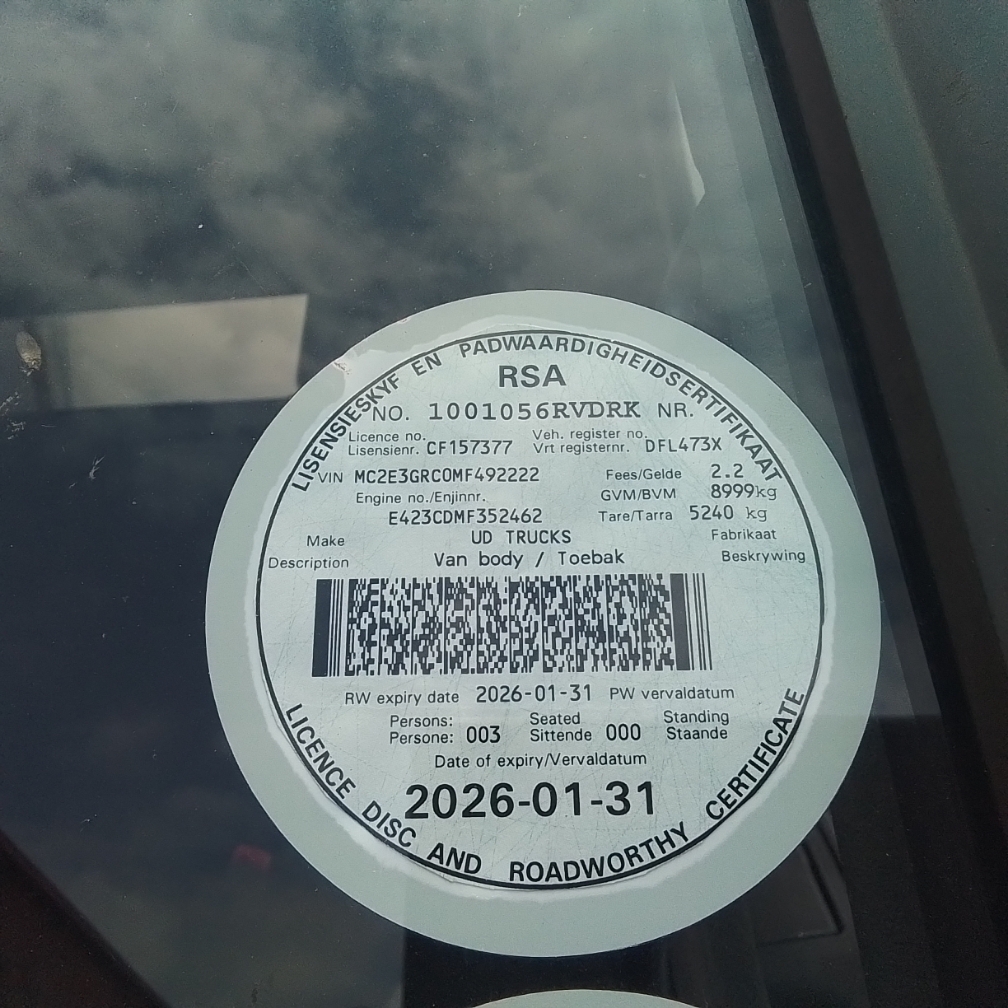 LISENSIESKYF EN PADWAARDIGHEIDSERTIFIKAAT
RSA
NO. 1001056RVDRK NR.
Licence no. Veh. register no.
Lisensienr. CF157377 Vrt registernr. DFL473X
VIN MC2E3GRC0MF492222 Fees/Gelde 2.2
Engine no./Enjinnr. GVM/BVM 8999kg
E423CDMF352462 Tare/Tarra 5240 kg
Make UD TRUCKS Fabrikaat
Description Van body / Toebak Beskrywing
RW expiry date 2026-01-31 PW vervaldatum
Persons: Seated Standing
Persone: 003 Sittende 000 Staande
Date of expiry/Vervaldatum
2026-01-31
LICENCE DISC AND ROADWORTHY CERTIFICATE